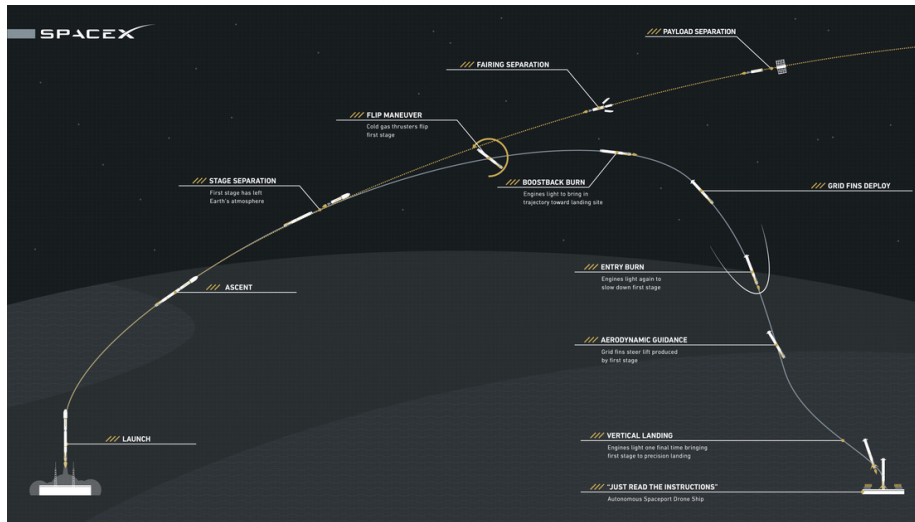 SPACEX
/// PAYLOAD SEPARATION
/// FAIRING SEPARATION
/// FLIP MANEUVER
Cold gas thrusters flip
first stage
/// STAGE SEPARATION
First stage has left
Earth's atmosphere
/// BOOSTBACK BURN
Engines light to bring in
trajectory toward landing site
/// GRID FINS DEPLOY
/// ENTRY BURN
Engines light again to
slow down first stage
/// ASCENT
/// AERODYNAMIC GUIDANCE
Grid fins steer lift produced
by first stage
/// LAUNCH
/// VERTICAL LANDING
Engines light one final time bringing
first stage to precision landing
/// "JUST READ THE INSTRUCTIONS"
Autonomous Spaceport Drone Ship